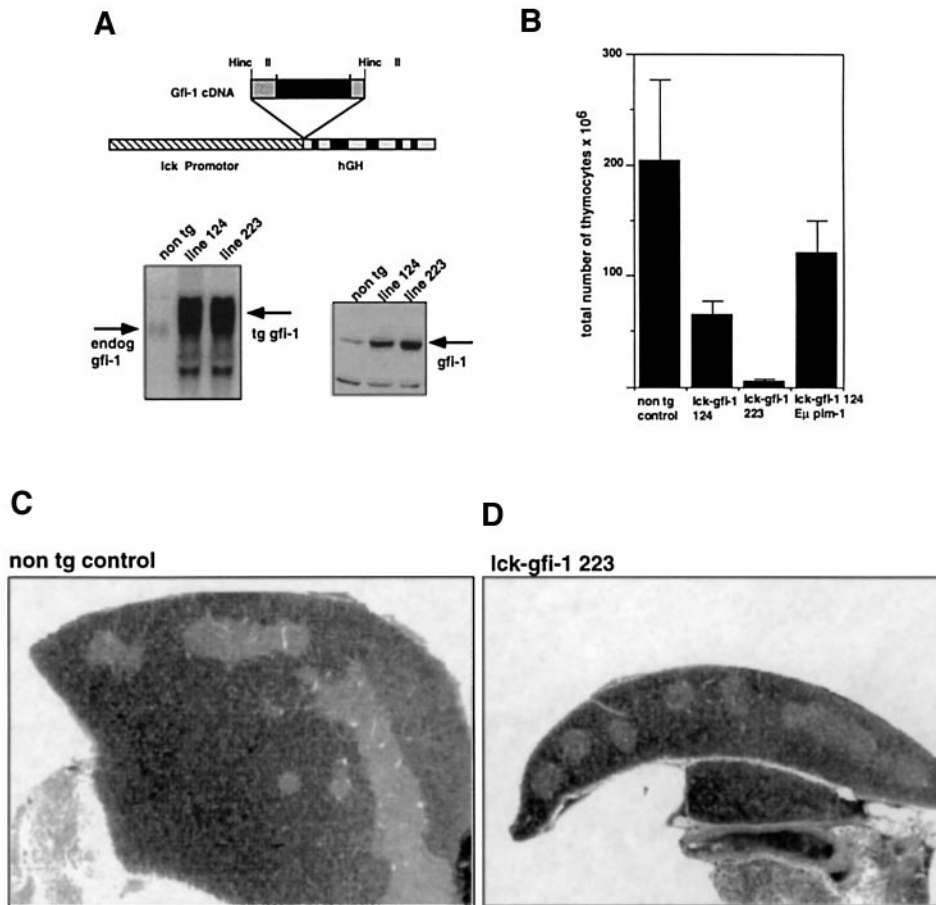 A
Hinc II
Hinc II
Gfi-1 cDNA
lck Promotor
hGH
non tg
line 124
line 223
endog
gfi-1
tg gfi-1
non tg
line 124
line 223
gfi-1
B
total number of thymocytes x 10⁶
300
200
100
non tg
control
lck-gfi-1
124
lck-gfi-1
223
lck-gfi-1 124
Eμ pim-1
C
non tg control
D
lck-gfi-1 223